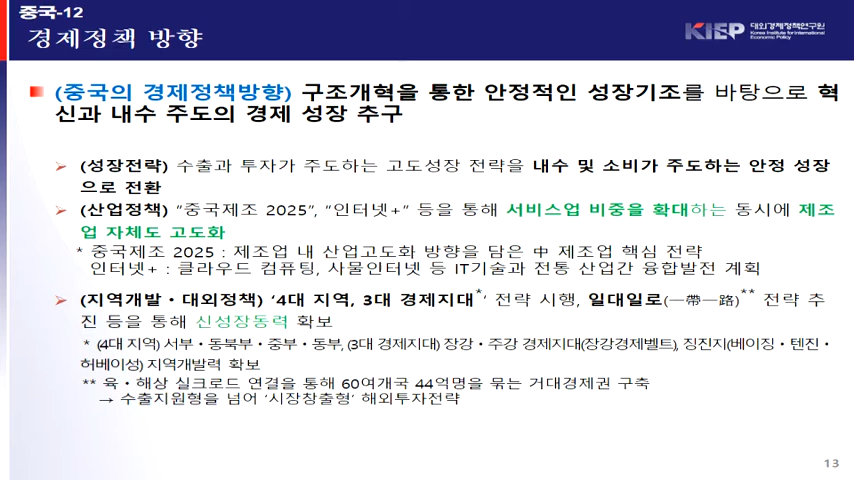 중국-12
경제정책 방향
KIEP 대외경제정책연구원
Korea Institute for International
Economic Policy
(중국의 경제정책방향) 구조개혁을 통한 안정적인 성장기조를 바탕으로 혁
신과 내수 주도의 경제 성장 추구
➢ (성장전략) 수출과 투자가 주도하는 고도성장 전략을 내수 및 소비가 주도하는 안정 성장
으로 전환
➢ (산업정책) “중국제조 2025”, “인터넷+” 등을 통해 서비스업 비중을 확대하는 동시에 제조
업 자체도 고도화
* 중국제조 2025 : 제조업 내 산업고도화 방향을 담은 中 제조업 핵심 전략
인터넷+ : 클라우드 컴퓨팅, 사물인터넷 등 IT기술과 전통 산업간 융합발전 계획
➢ (지역개발・대외정책) ‘4대 지역, 3대 경제지대*’ 전략 시행, 일대일로(一帶一路)** 전략 추
진 등을 통해 신성장동력 확보
* (4대 지역) 서부・동북부・중부・동부, (3대 경제지대) 장강・주강 경제지대(장강경제벨트), 징진지(베이징・텐진・
허베이성) 지역개발력 확보
** 육・해상 실크로드 연결을 통해 60여개국 44억명을 묶는 거대경제권 구축
→ 수출지원형을 넘어 ‘시장창출형’ 해외투자전략
13